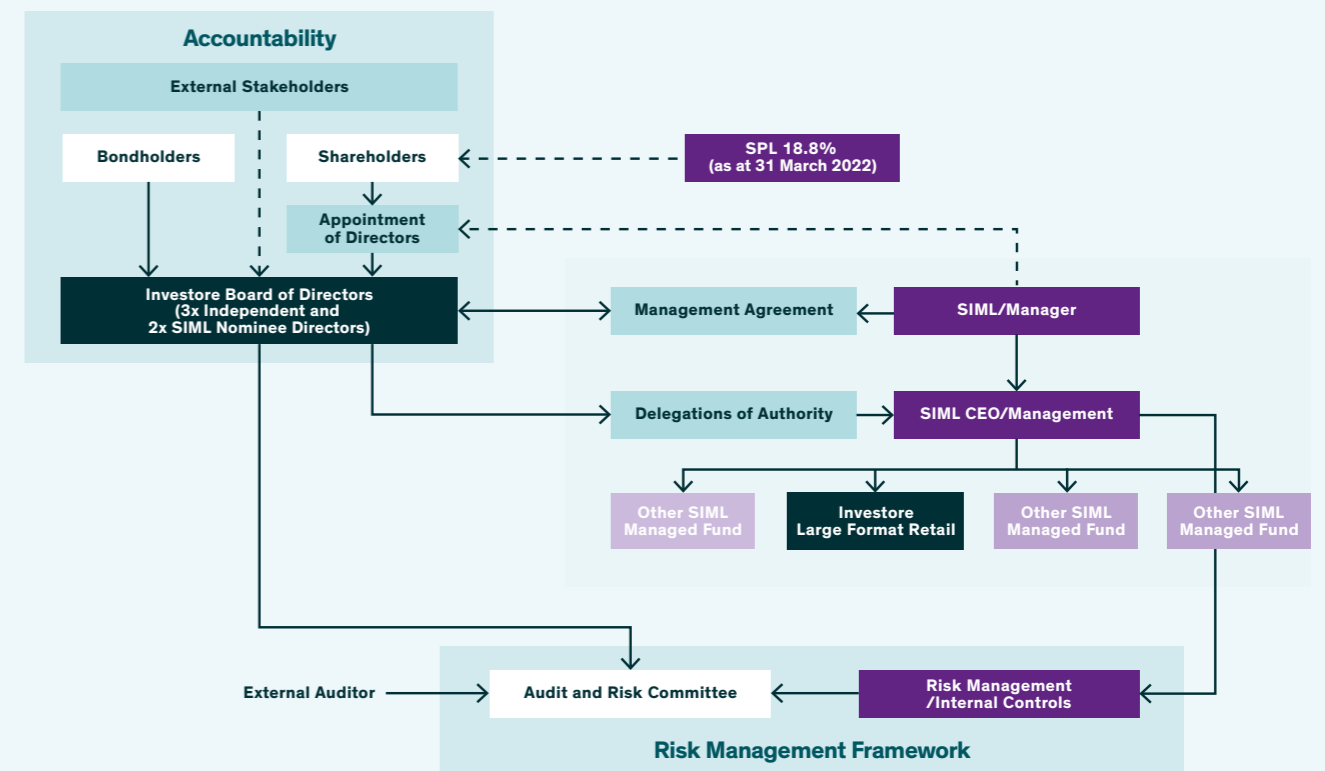 Accountability
External Stakeholders
Bondholders
Shareholders
SPL 18.8%
(as at 31 March 2022)
Appointment
of Directors
Investore Board of Directors
(3x Independent and
2x SIML Nominee Directors)
Management Agreement
SIML/Manager
Delegations of Authority
SIML CEO/Management
Other SIML
Managed Fund
Investore
Large Format Retail
Other SIML
Managed Fund
Other SIML
Managed Fund
External Auditor
Audit and Risk Committee
Risk Management
/Internal Controls
Risk Management Framework